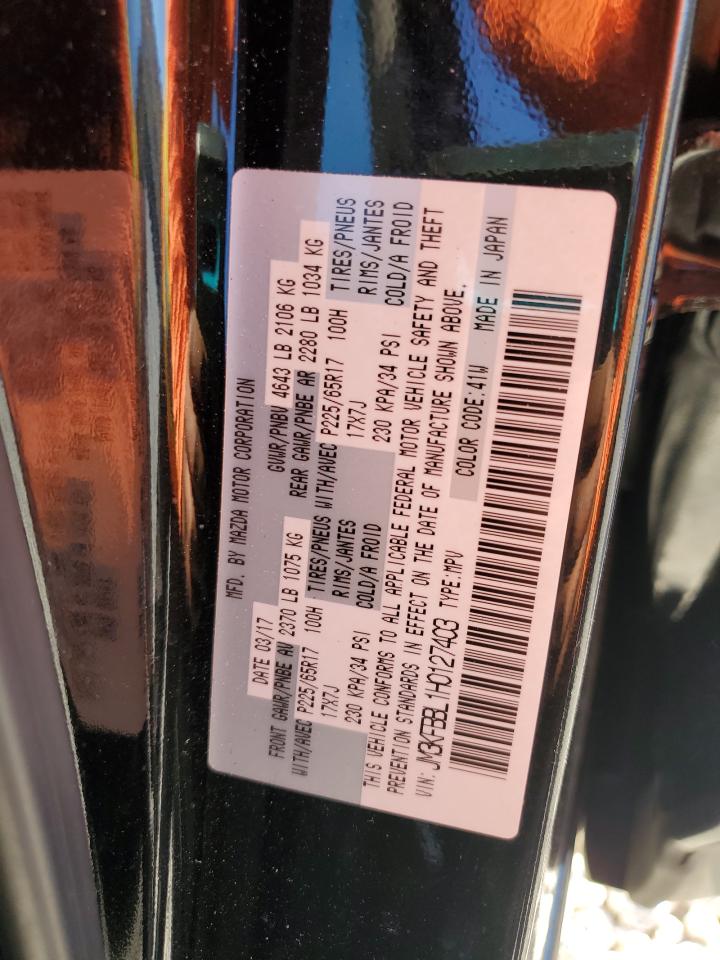 MFD. BY MAZDA MOTOR CORPORATION
DATE 03/17 GVWR/PNBV 4643 LB 2106 KG
FRONT GAWR/PNBE AV 2370 LB 1075 KG REAR GAWR/PNBE AR 2280 LB 1034 KG
WITH/AVEC P225/65R17 100H TIRES/PNEUS WITH/AVEC P225/65R17 100H TIRES/PNEUS
17X7J RIMS/JANTES 17X7J RIMS/JANTES
230 KPA/34 PSI COLD/A FROID 230 KPA/34 PSI COLD/A FROID
THIS VEHICLE CONFORMS TO ALL APPLICABLE FEDERAL MOTOR VEHICLE SAFETY AND THEFT
PREVENTION STANDARDS IN EFFECT ON THE DATE OF MANUFACTURE SHOWN ABOVE.
VIN: JM3KFBBL1H0127403 TYPE:MPV COLOR CODE:41W MADE IN JAPAN